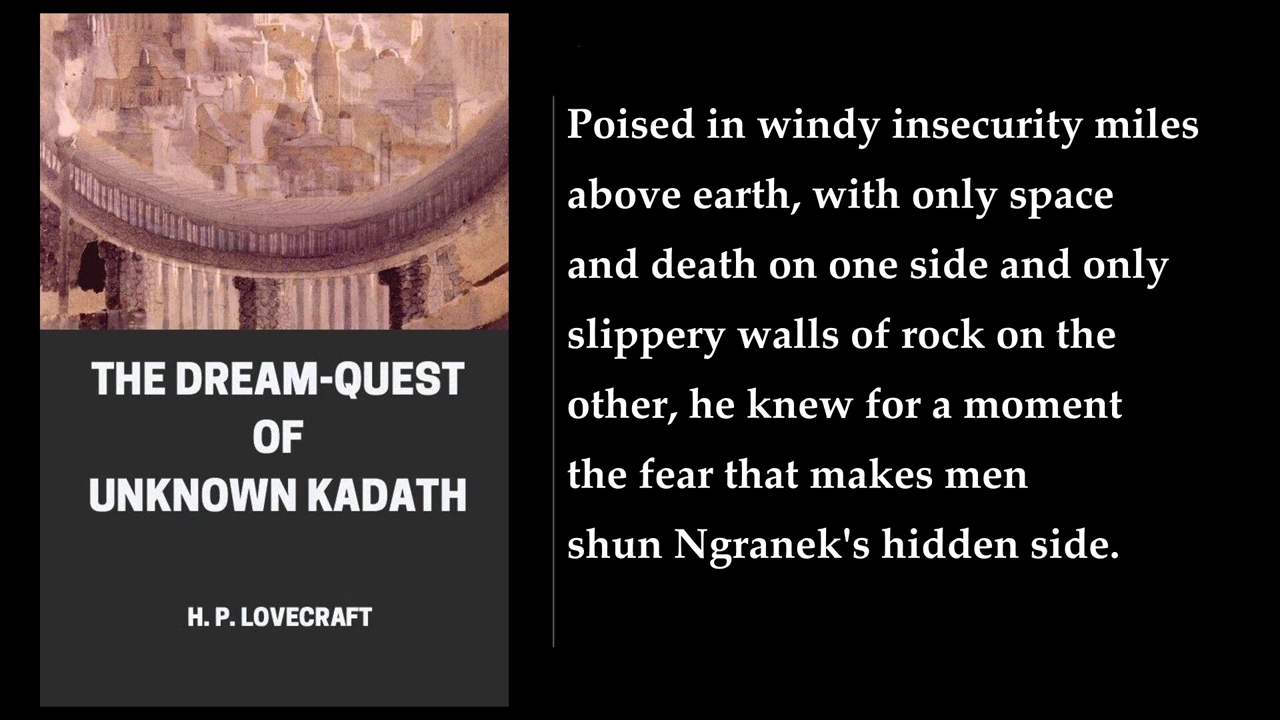 THE DREAM-QUEST
OF
UNKNOWN KADATH
H. P. LOVECRAFT
Poised in windy insecurity miles
above earth, with only space
and death on one side and only
slippery walls of rock on the
other, he knew for a moment
the fear that makes men
shun Ngranek's hidden side.